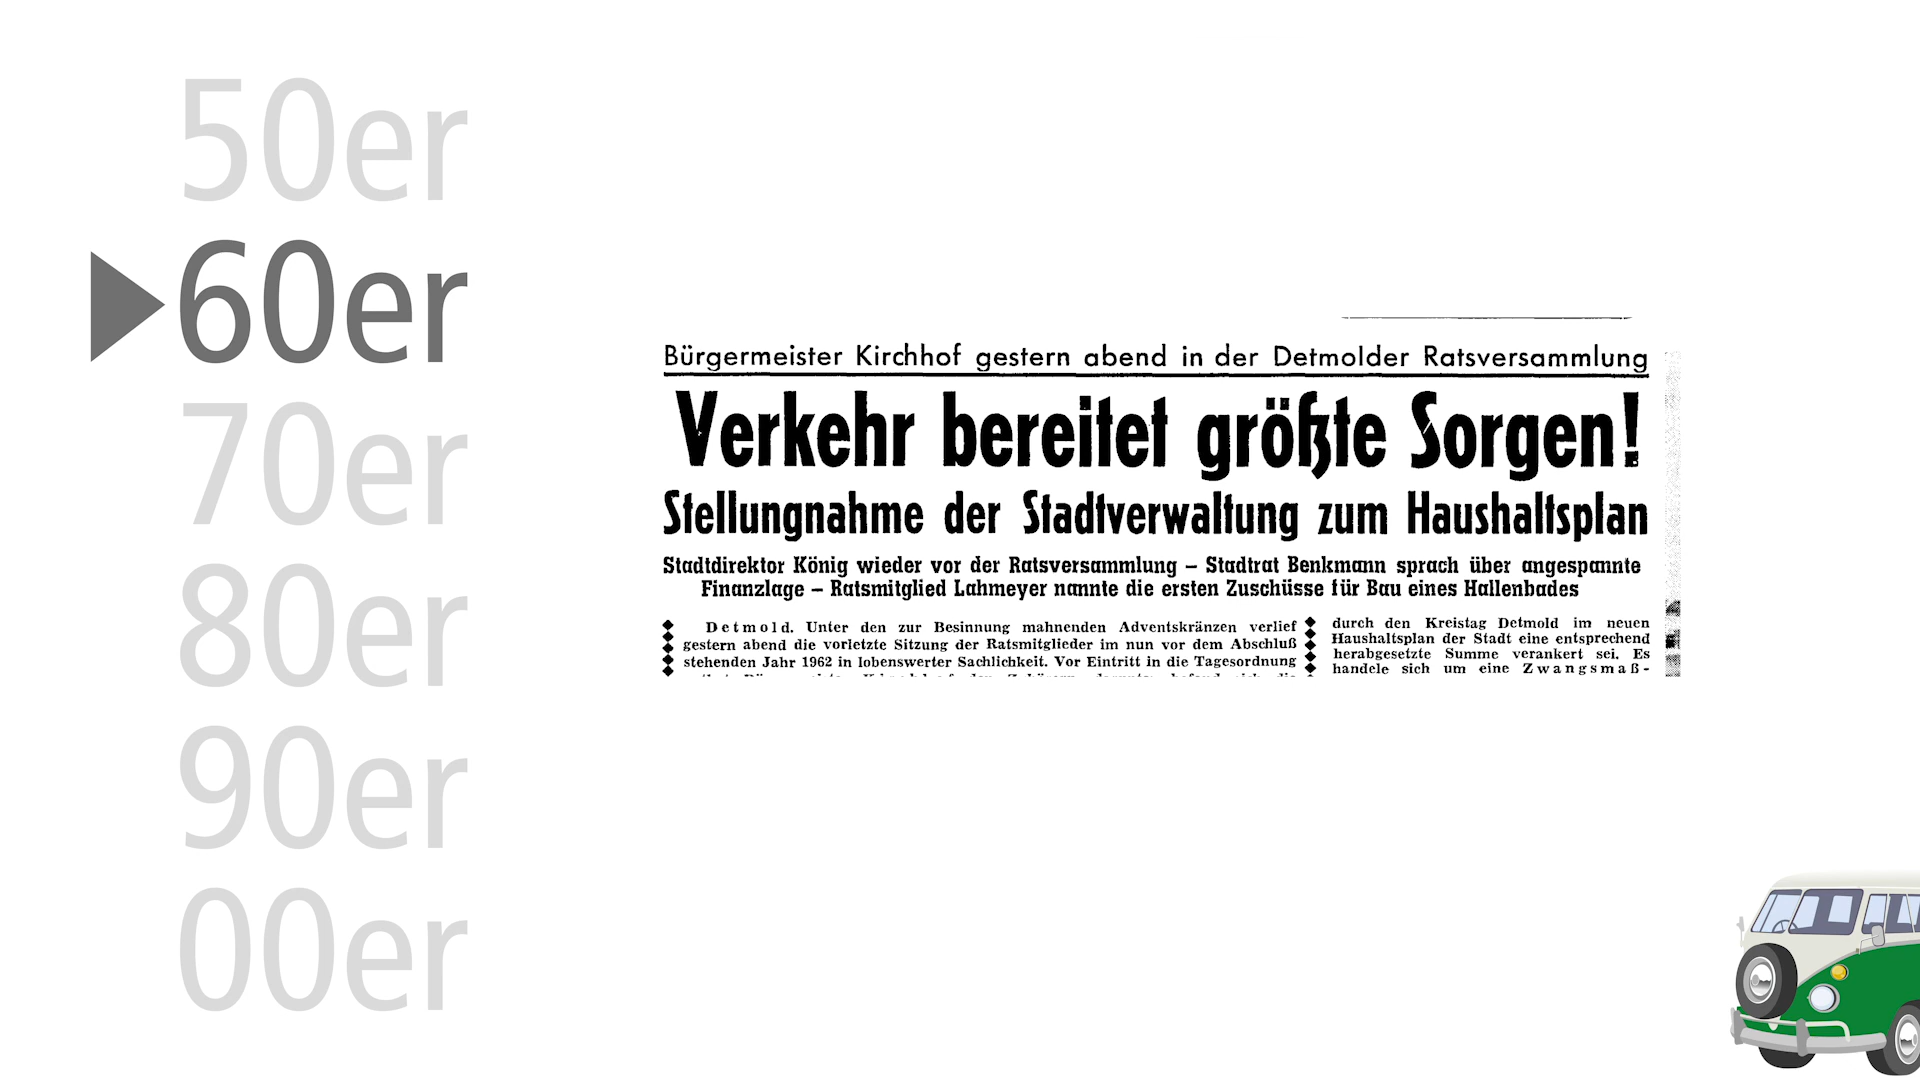 50er
60er
70er
80er
90er
00er
Bürgermeister Kirchhof gestern abend in der Detmolder Ratsversammlung
Verkehr bereitet größte Sorgen!
Stellungnahme der Stadtverwaltung zum Haushaltsplan
Stadtdirektor König wieder vor der Ratsversammlung – Stadtrat Benkmann sprach über angespannte
Finanzlage – Ratsmitglied Lahmeyer nannte die ersten Zuschüsse für Bau eines Hallenbades
Detmold. Unter den zur Besinnung mahnenden Adventskränzen verlief
gestern abend die vorletzte Sitzung der Ratsmitglieder im nun vor dem Abschluß
stehenden Jahr 1962 in lobenswerter Sachlichkeit. Vor Eintritt in die Tagesordnung
durch den Kreistag Detmold im neuen
Haushaltsplan der Stadt eine entsprechend
herabgesetzte Summe verankert sei. Es
handele sich um eine Zwangsmaß-